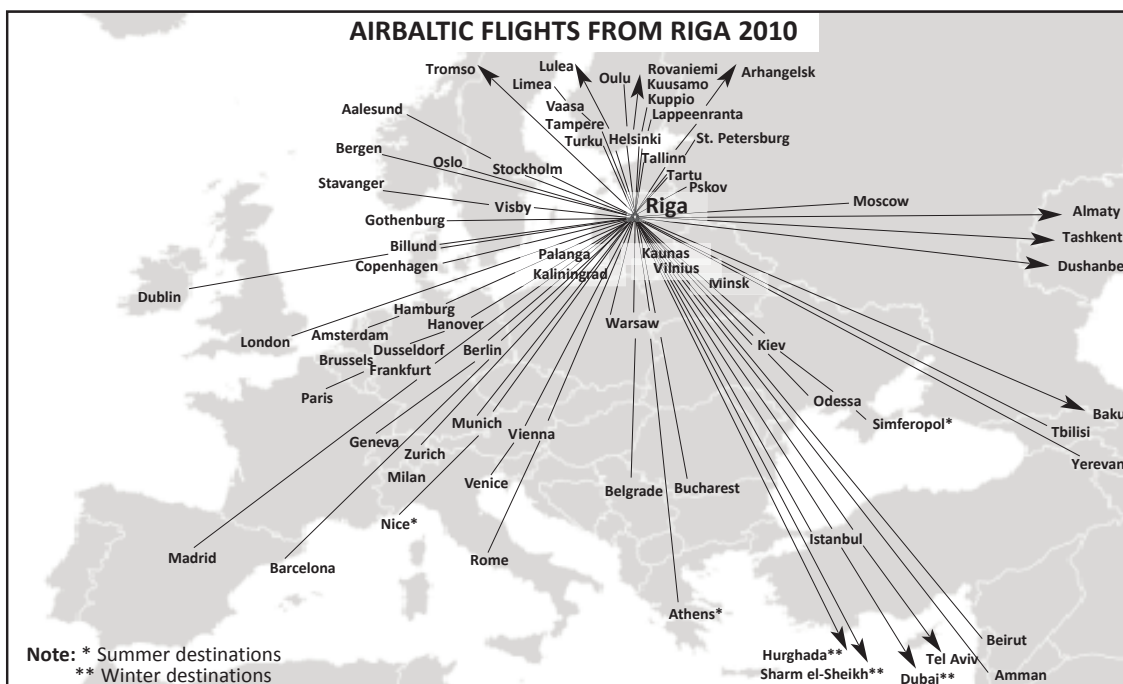 AIRBALTIC FLIGHTS FROM RIGA 2010
Tromso
Lulea
Limea
Oulu
Rovaniemi
Kuusamo
Kuppio
Lappeenranta
Arhangelsk
Aalesund
Vaasa
Tampere
Turku
Helsinki
St. Petersburg
Bergen
Oslo
Stockholm
Tallinn
Tartu
Pskov
Stavanger
Visby
Riga
Moscow
Gothenburg
Almaty
Billund
Copenhagen
Palanga
Kaliningrad
Kaunas
Vilnius
Minsk
Tashkent
Dushanbe
Dublin
London
Hamburg
Amsterdam
Hanover
Warsaw
Brussels
Dusseldorf
Berlin
Frankfurt
Paris
Kiev
Odessa
Simferopol*
Baku
Tbilisi
Yerevan
Geneva
Munich
Vienna
Zurich
Milan
Venice
Belgrade
Bucharest
Nice*
Madrid
Barcelona
Rome
Istanbul
Athens*
Hurghada**
Sharm el-Sheikh**
Dubai**
Tel Aviv
Beirut
Amman
Note: * Summer destinations
** Winter destinations